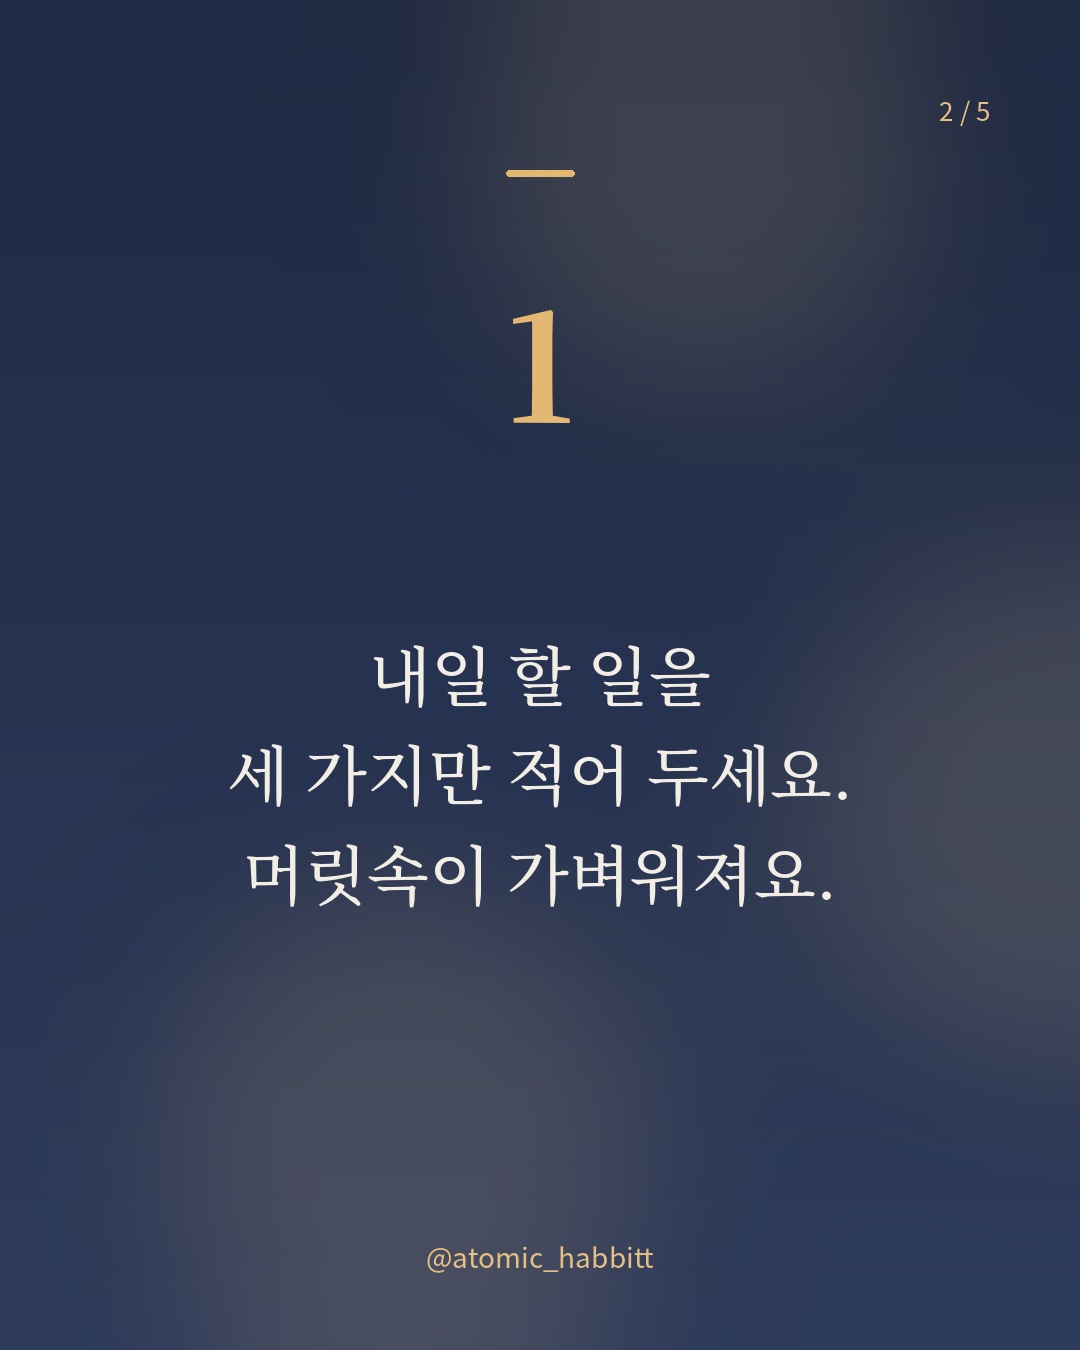 2 / 5
1
내일 할 일을
세 가지만 적어 두세요.
머릿속이 가벼워져요.
@atomic_habbitt